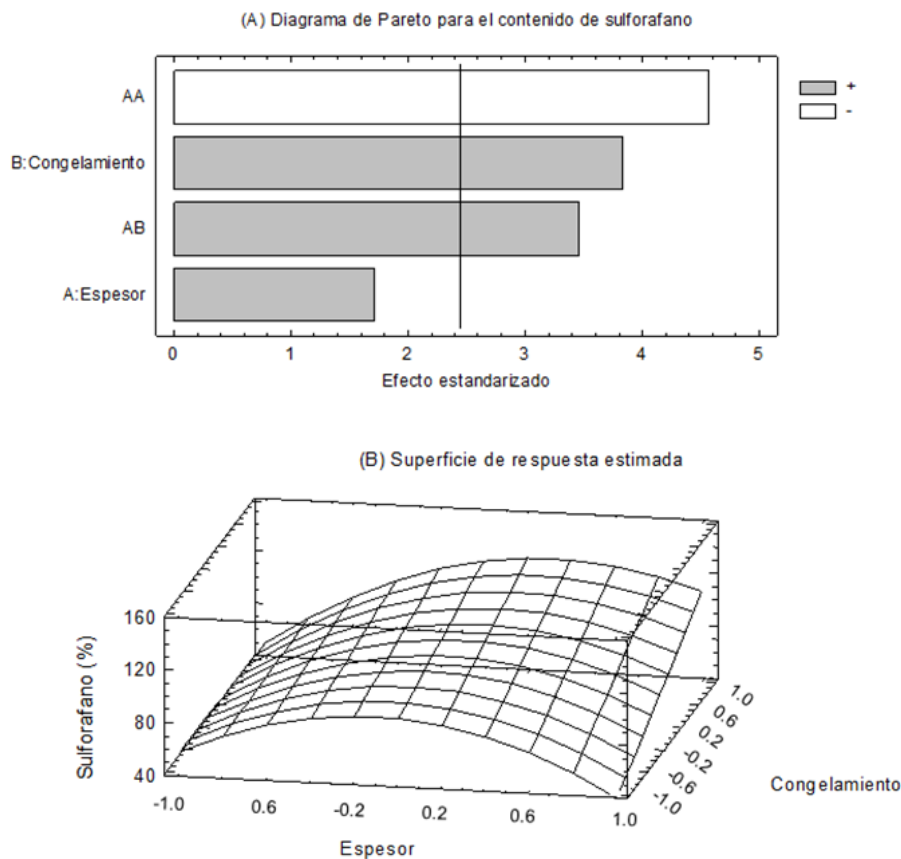 (A) Diagrama de Pareto para el contenido de sulforafano
AA
B:Congelamiento
AB
A:Espesor
+
-
0 1 2 3 4 5
Efecto estandarizado
(B) Superficie de respuesta estimada
Sulforafano (%)
160
120
80
40
-1.0 0.6 -0.2 0.2 0.6 1.0
Espesor
1.0
0.6
0.2
-0.2
-0.6
-1.0
Congelamiento